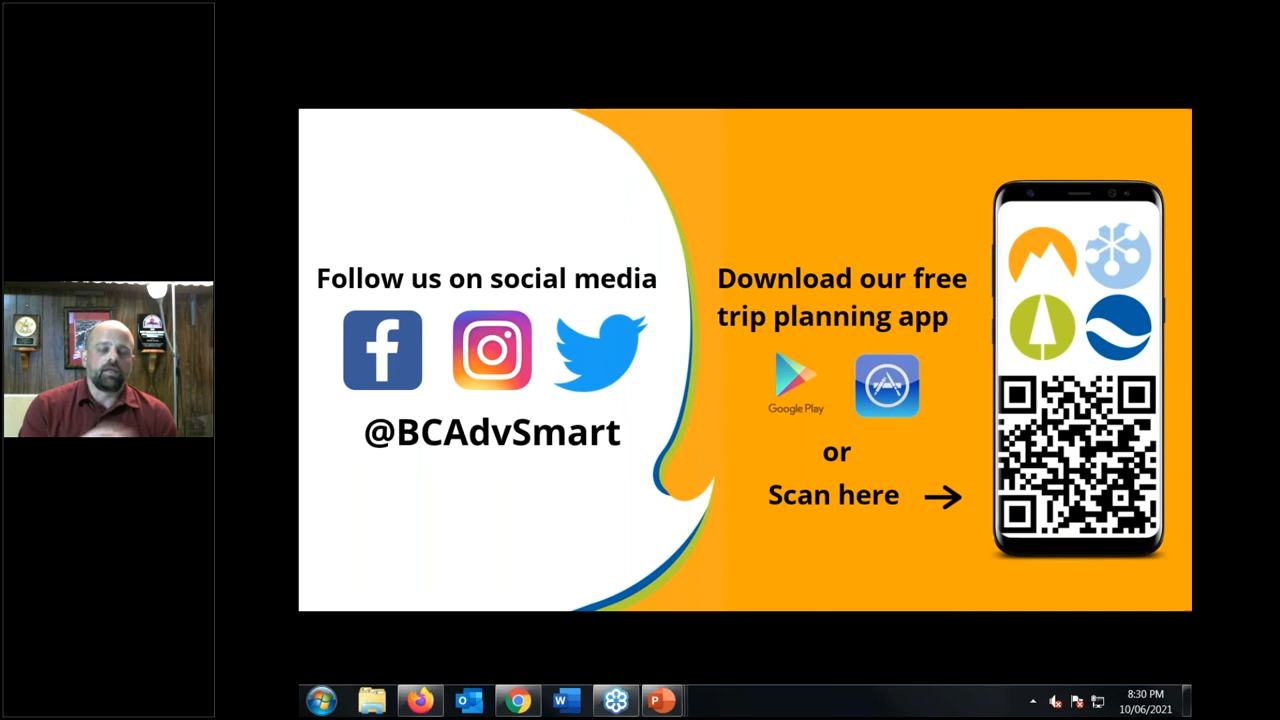 Follow us on social media
@BCAdvSmart
Download our free
trip planning app
Google Play
or
Scan here
8:30 PM
10/06/2021